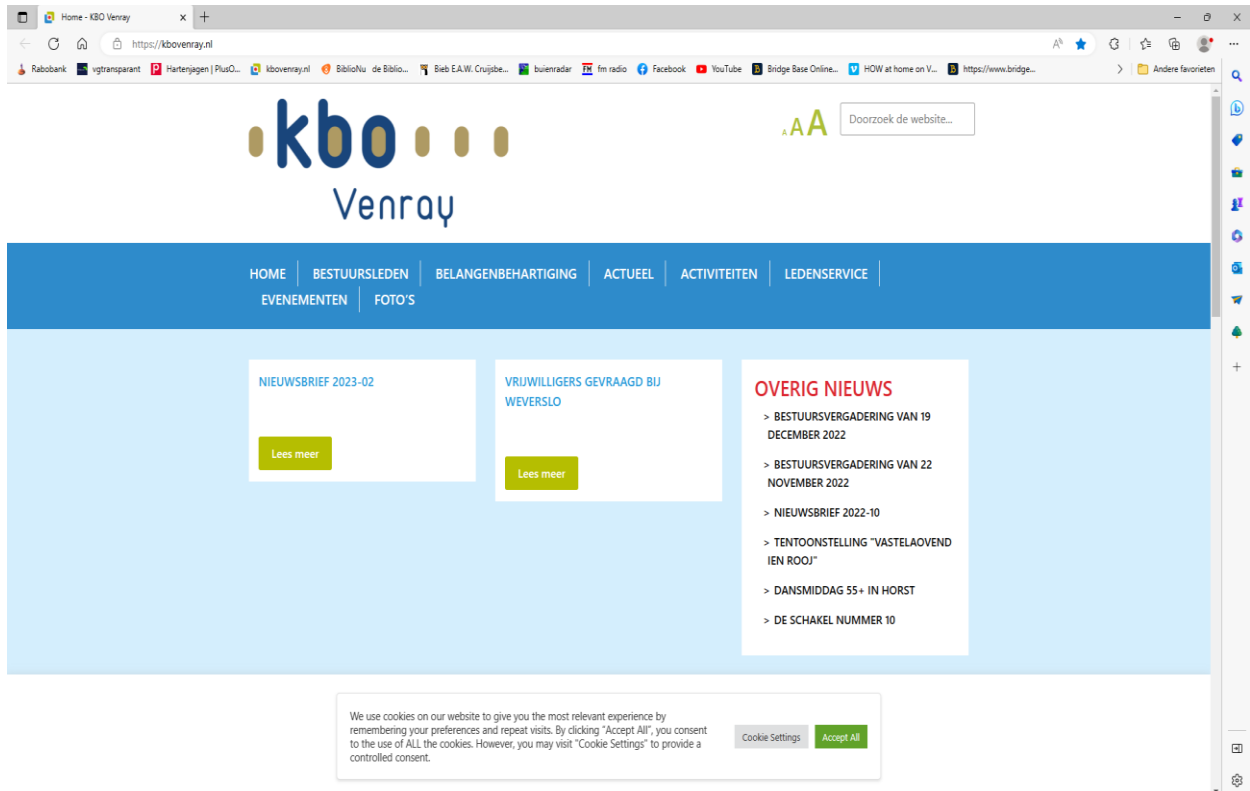 Home - KBO Venray
https://kbovenray.nl
Rabobank vgtransparant Hartenjagen | PlusO... kbovenray.nl BiblioNu de Biblio... Bieb E.A.W. Cruijsbe... buienradar fm radio Facebook YouTube Bridge Base Online... HOW at home on V... https://www.bridge... Andere favorieten
kbo
Venray
A A A
Doorzoek de website...
HOME BESTUURSLEDEN BELANGENBEHARTIGING ACTUEEL ACTIVITEITEN LEDENSERVICE
EVENEMENTEN FOTO'S
NIEUWSBRIEF 2023-02
Lees meer
VRIJWILLIGERS GEVRAAGD BIJ
WEVERSLO
Lees meer
OVERIG NIEUWS
> BESTUURSVERGADERING VAN 19
DECEMBER 2022
> BESTUURSVERGADERING VAN 22
NOVEMBER 2022
> NIEUWSBRIEF 2022-10
> TENTOONSTELLING "VASTELAOVEND
IEN ROOJ"
> DANSMIDDAG 55+ IN HORST
> DE SCHAKEL NUMMER 10
We use cookies on our website to give you the most relevant experience by
remembering your preferences and repeat visits. By clicking "Accept All", you consent
to the use of ALL the cookies. However, you may visit "Cookie Settings" to provide a
controlled consent.
Cookie Settings
Accept All